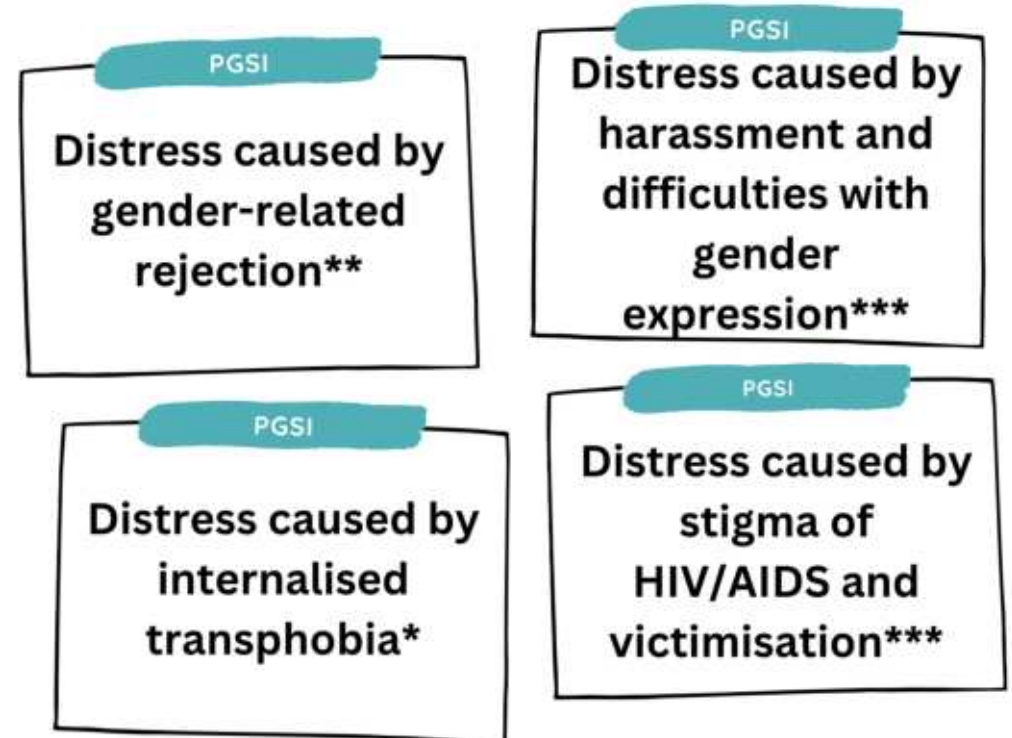 PGSI
Distress caused by
gender-related
rejection**
PGSI
Distress caused by
harassment and
difficulties with
gender
expression***
PGSI
Distress caused by
internalised
transphobia*
PGSI
Distress caused by
stigma of
HIV/AIDS and
victimisation***